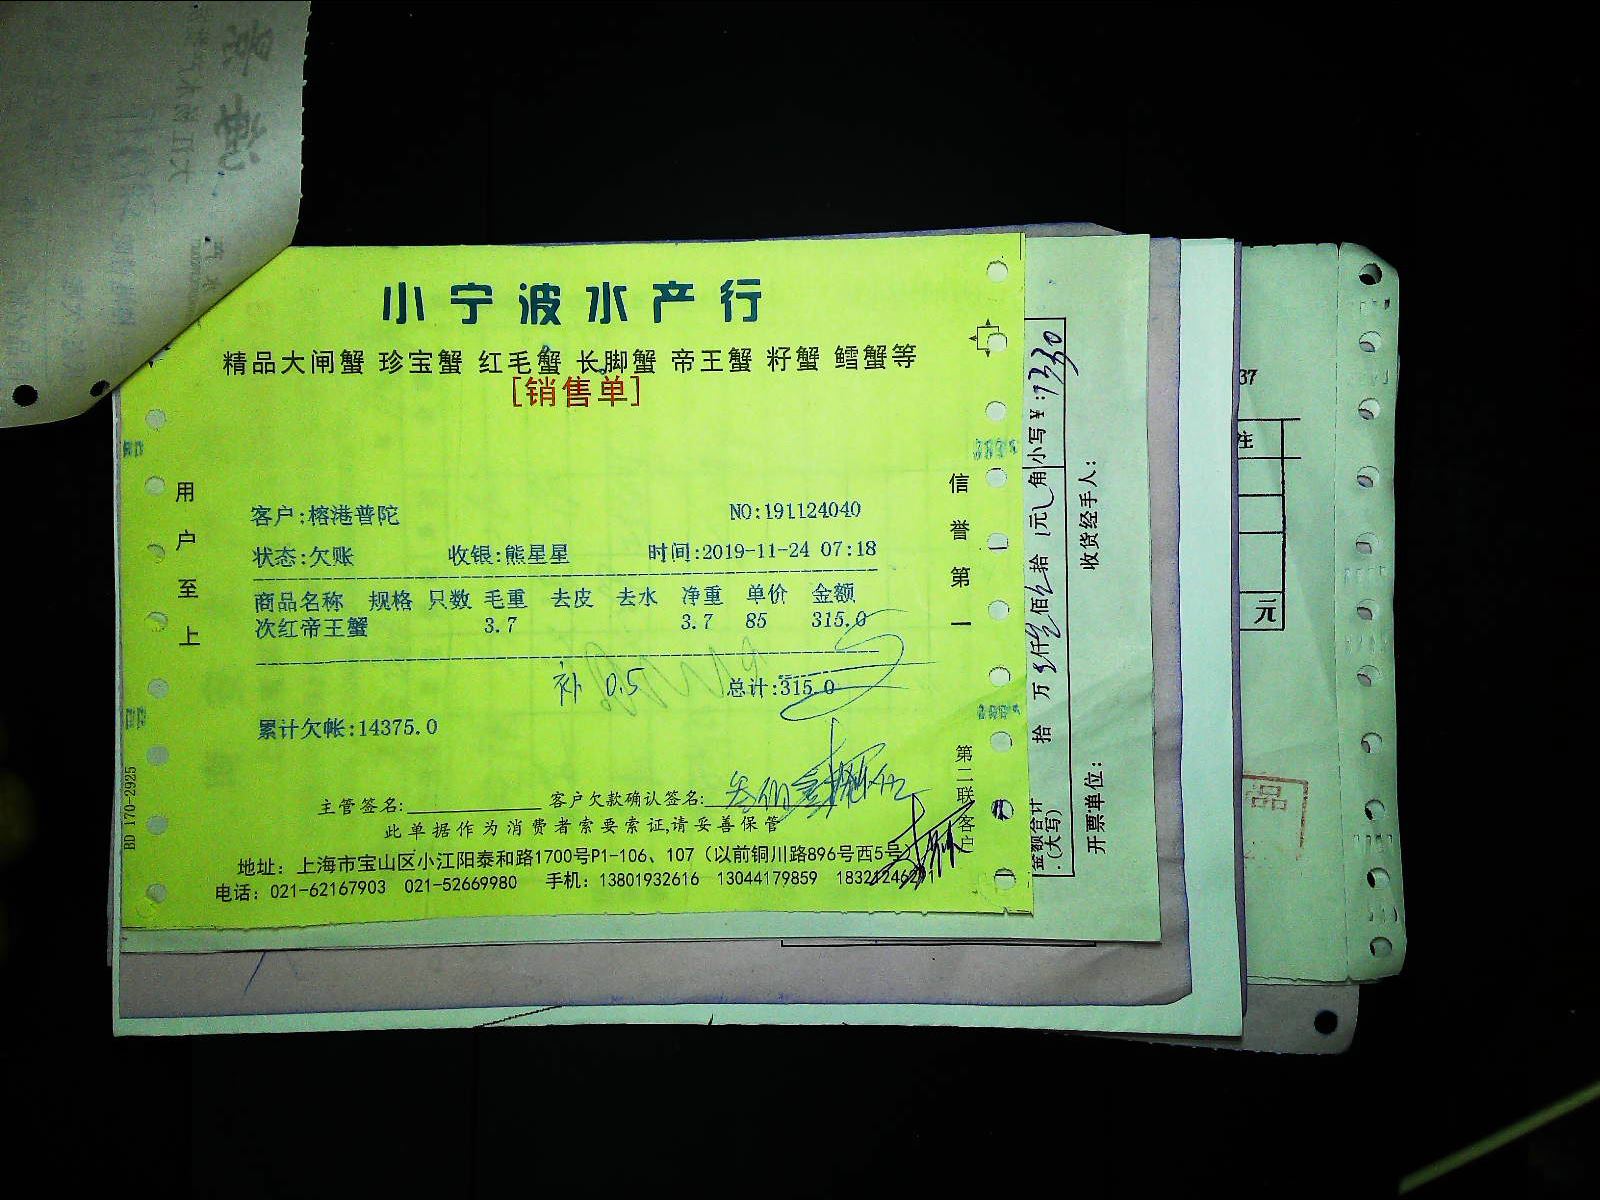 小宁波水产行
精品大闸蟹 珍宝蟹 红毛蟹 长脚蟹 帝王蟹 籽蟹 鳕蟹等
[销售单]
用户至上
信誉第一
客户:榕港普陀 NO:191124040
状态:欠账 收银:熊星星 时间:2019-11-24 07:18
商品名称 规格 只数 毛重 去皮 去水 净重 单价 金额
次红帝王蟹 3.7 3.7 85 315.0
补 0.5 总计:315.0
累计欠帐:14375.0
第二联 客户
主管签名: 客户欠款确认签名:
此单据作为消费者索要索证,请妥善保管
地址：上海市宝山区小江阳泰和路1700号P1-106、107（以前铜川路896号西5号）
电话：021-62167903 021-52669980 手机：13801932616 13044179859
BD 170-2925
金额合计
(大写) 拾 万 仟 佰 拾 元 角 小写¥:1330
开票单位: 收货经手人:
37
注
元